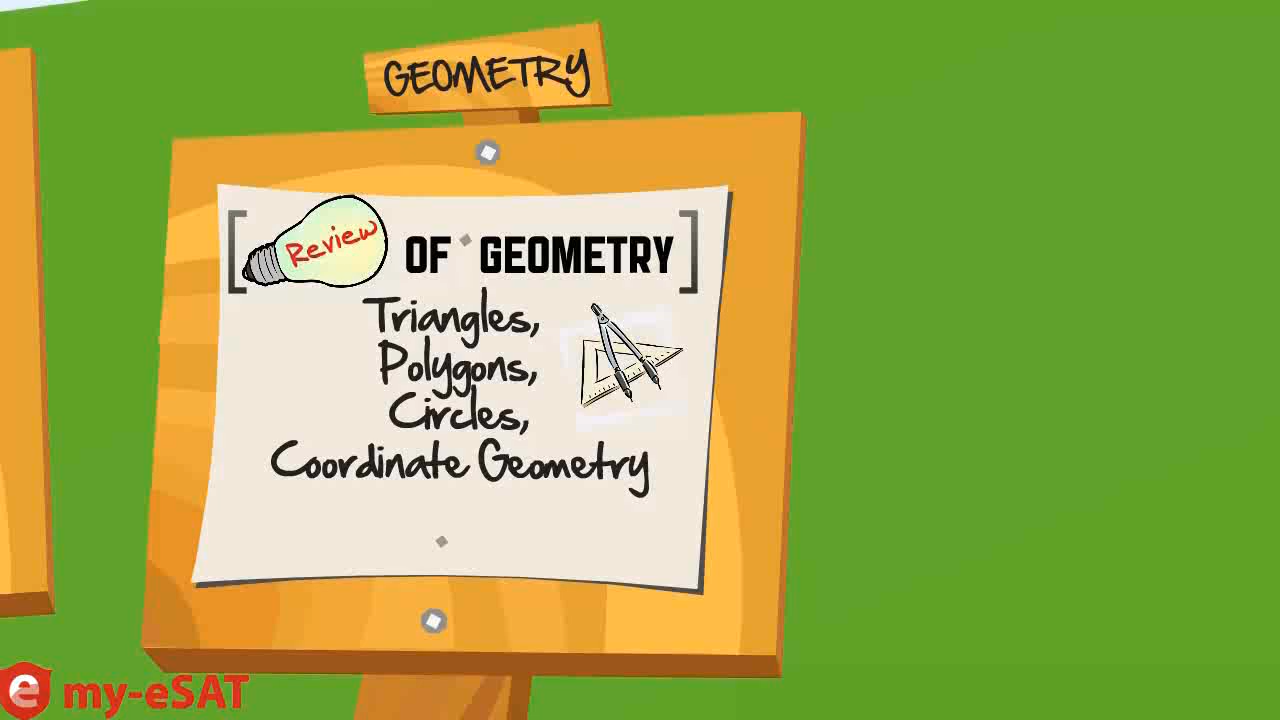 GEOMETRY
[Review OF GEOMETRY]
Triangles,
Polygons,
Circles,
Coordinate Geometry
e my-eSAT